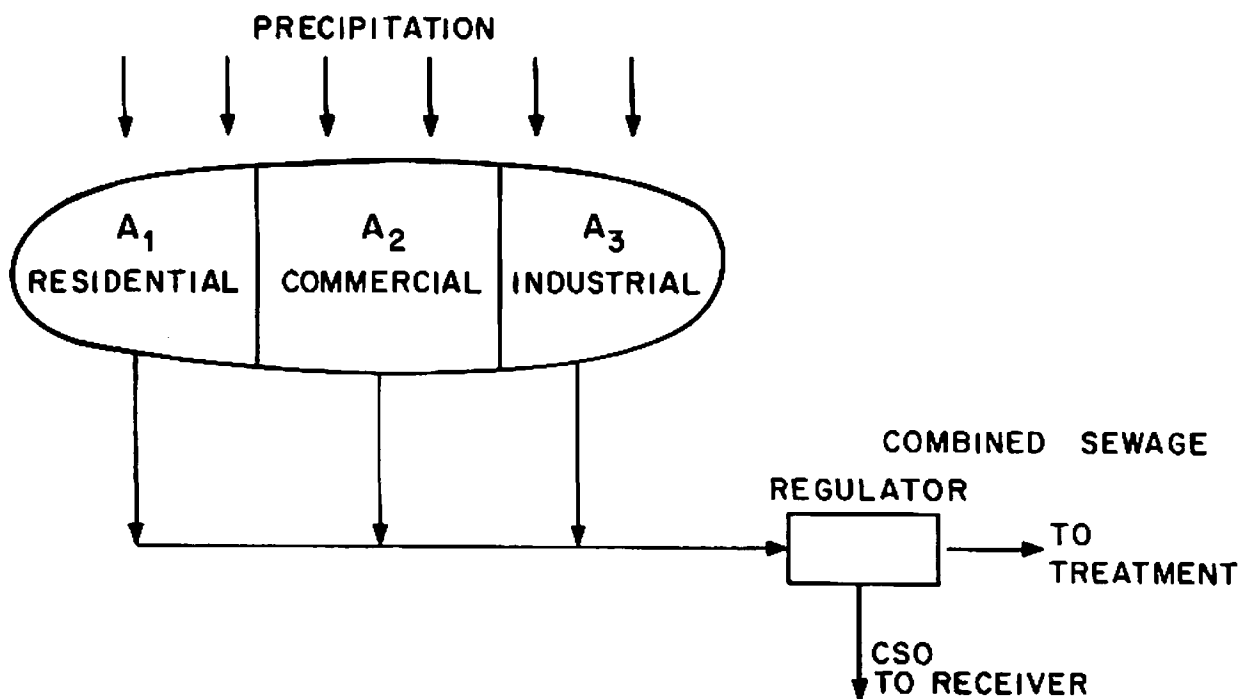 PRECIPITATION
A1
RESIDENTIAL
A2
COMMERCIAL
A3
INDUSTRIAL
COMBINED SEWAGE
REGULATOR
TO
TREATMENT
CSO
TO RECEIVER